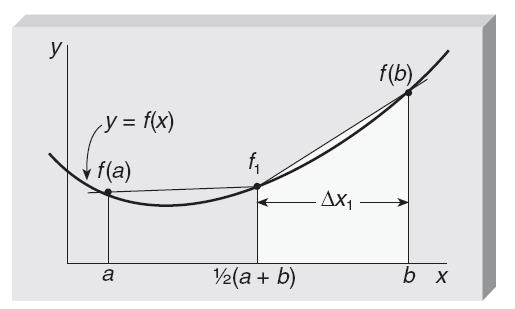 y
f(b)
y = f(x)
f(a)
f₁
Δx₁
a
½(a + b)
b
x